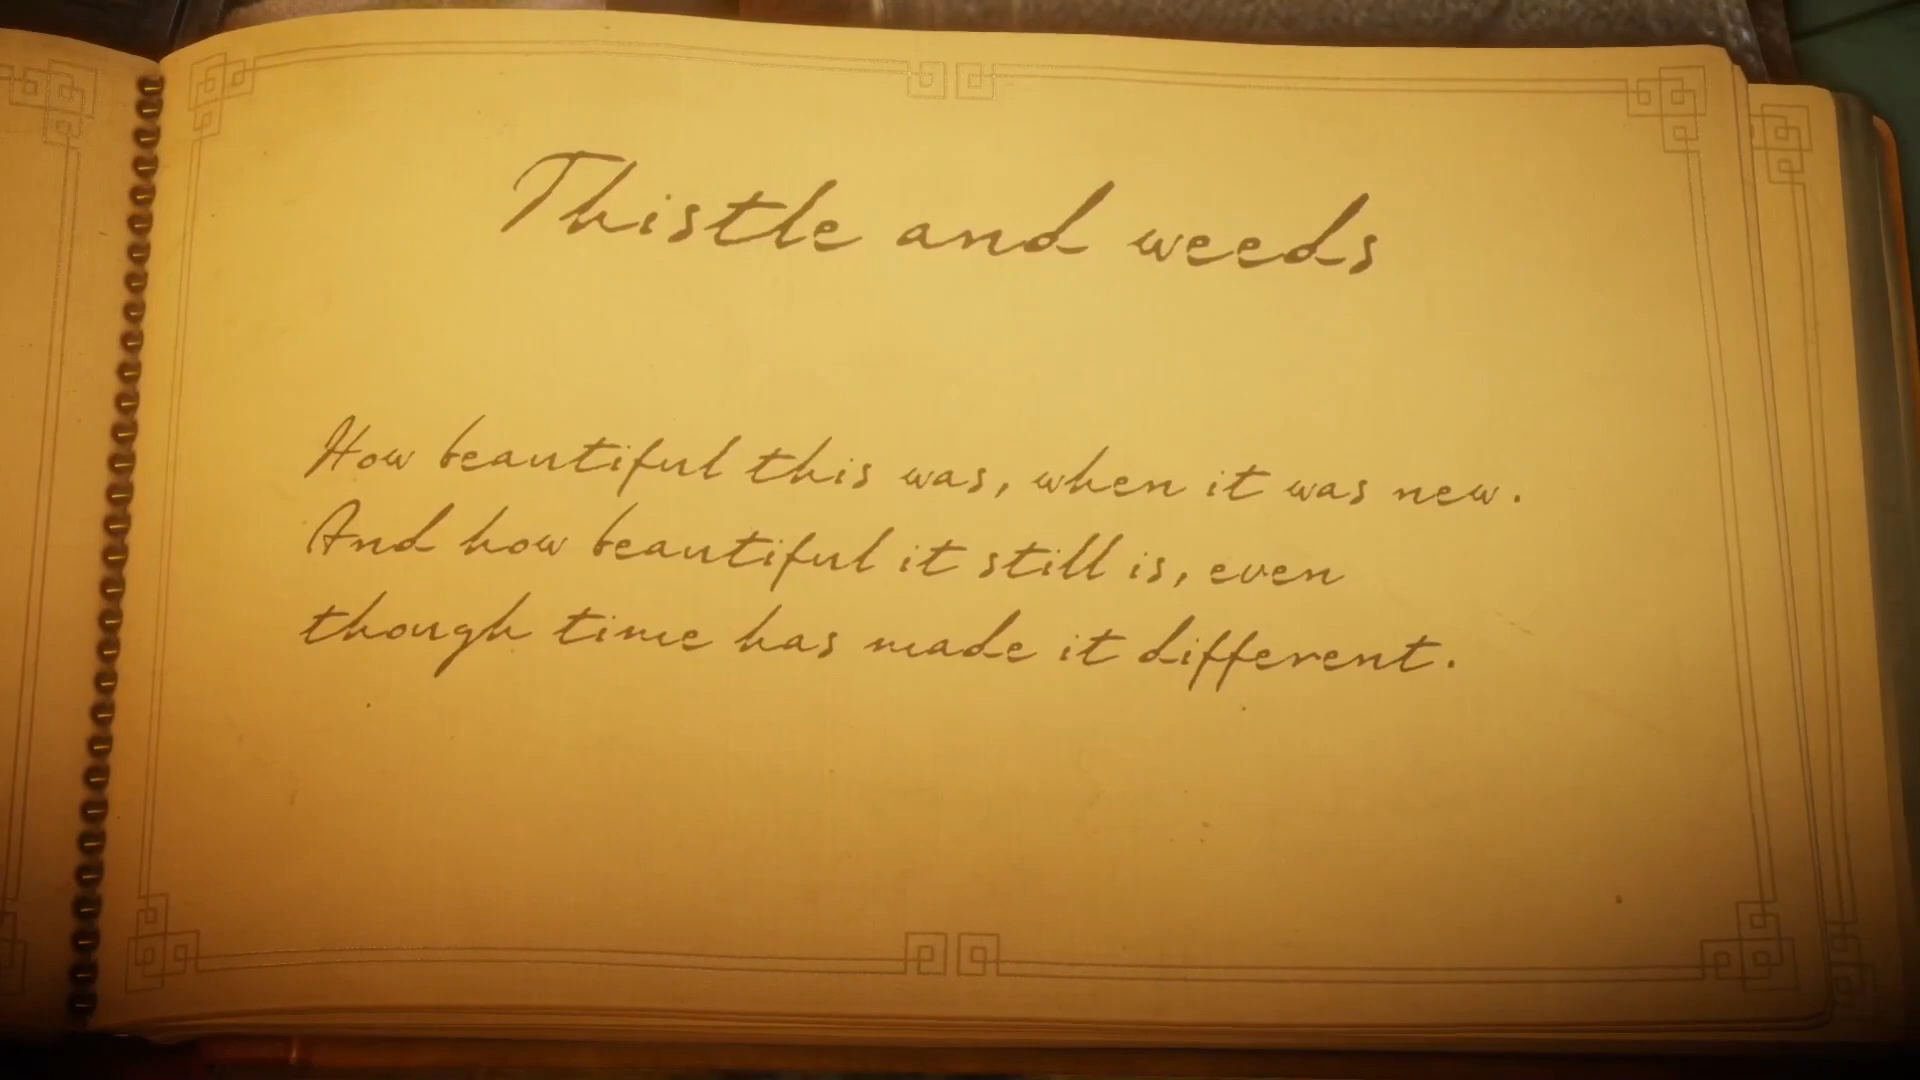 Thistle and weeds
How beautiful this was, when it was new.
And how beautiful it still is, even
though time has made it different.